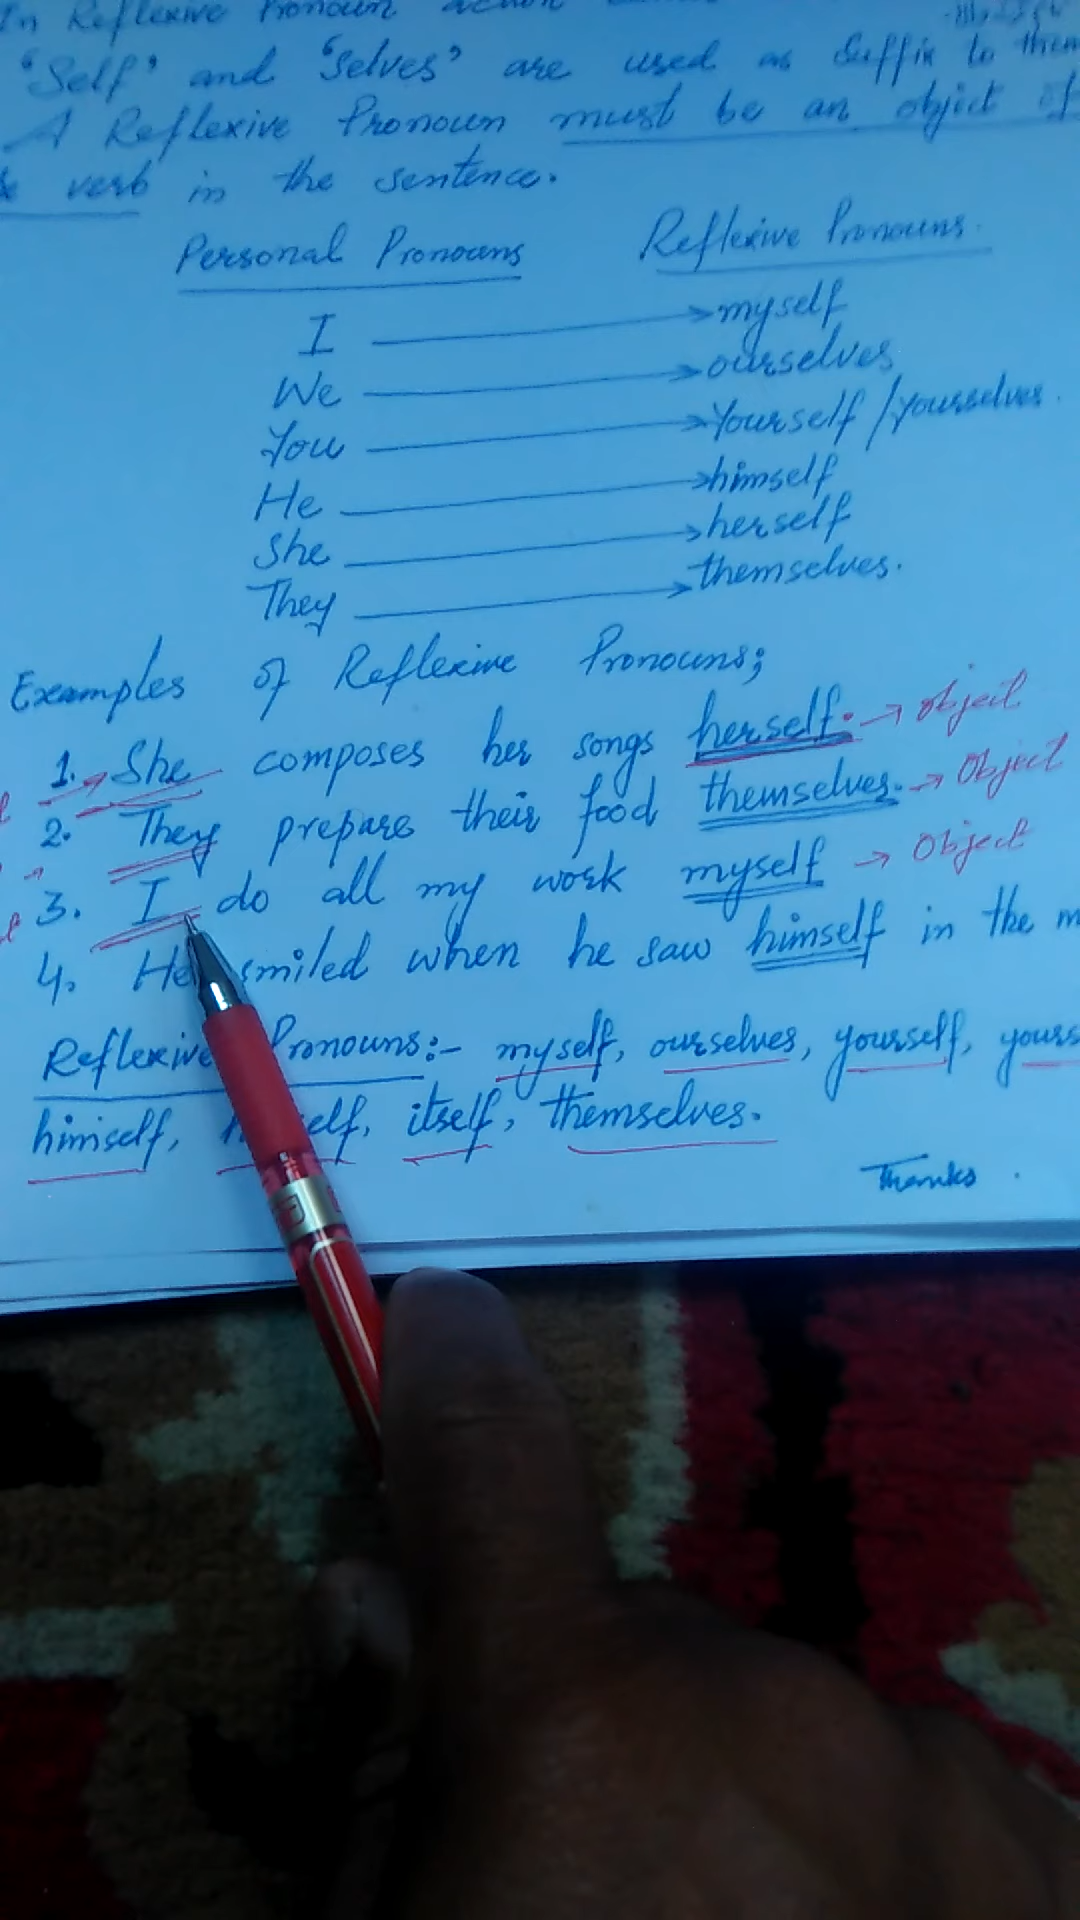 In Reflexive Pronoun action
'Self' and 'selves' are used as Suffix to them
A Reflexive Pronoun must be an object of
verb in the sentence.
Personal Pronouns Reflexive Pronouns.
I myself
We ourselves
You Yourself / yourselves.
He himself
She herself
They themselves.
Examples of Reflexive Pronouns;
1. She composes her songs herself. Object
2. They prepare their food themselves. Object
3. I do all my work myself Object
4. He smiled when he saw himself in the m
Reflexive Pronouns:- myself, ourselves, yourself, yours
himself, itself, themselves.
Thanks.